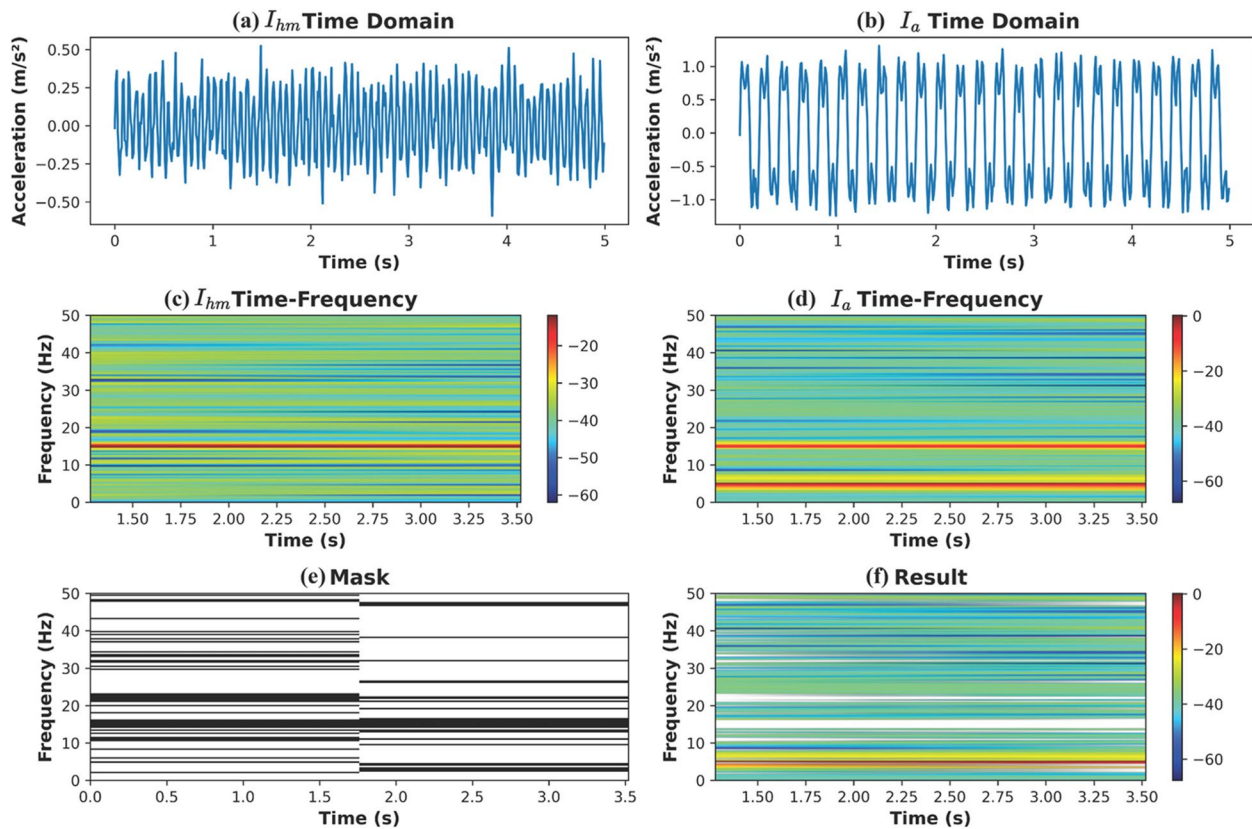 (a) I_hm Time Domain
Acceleration (m/s²)
0.50
0.25
0.00
−0.25
−0.50
0 1 2 3 4 5
Time (s)
(b) I_a Time Domain
Acceleration (m/s²)
1.0
0.5
0.0
−0.5
−1.0
0 1 2 3 4 5
Time (s)
(c) I_hm Time-Frequency
Frequency (Hz)
50
40
30
20
10
0
1.50 1.75 2.00 2.25 2.50 2.75 3.00 3.25 3.50
Time (s)
−20
−30
−40
−50
−60
(d) I_a Time-Frequency
Frequency (Hz)
50
40
30
20
10
0
1.50 1.75 2.00 2.25 2.50 2.75 3.00 3.25 3.50
Time (s)
0
−20
−40
−60
(e) Mask
Frequency (Hz)
50
40
30
20
10
0
0.0 0.5 1.0 1.5 2.0 2.5 3.0 3.5
Time (s)
(f) Result
Frequency (Hz)
50
40
30
20
10
0
1.50 1.75 2.00 2.25 2.50 2.75 3.00 3.25 3.50
Time (s)
0
−20
−40
−60